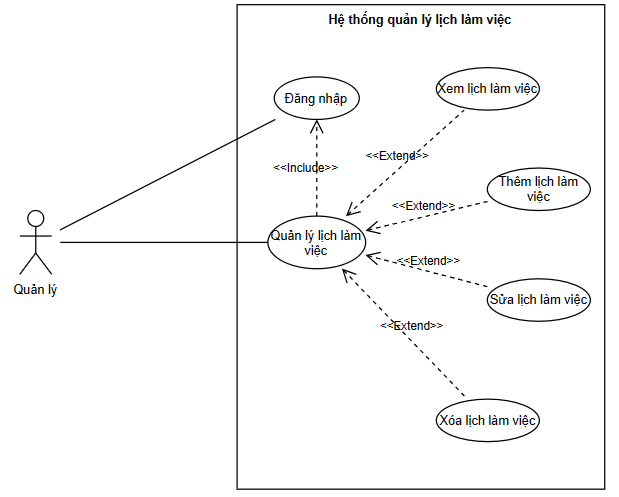 Hệ thống quản lý lịch làm việc
Xem lịch làm việc
Đăng nhập
<<Extend>>
<<Include>>
Thêm lịch làm
việc
<<Extend>>
Quản lý lịch làm
việc
<<Extend>>
Quản lý
Sửa lịch làm việc
<<Extend>>
Xóa lịch làm việc